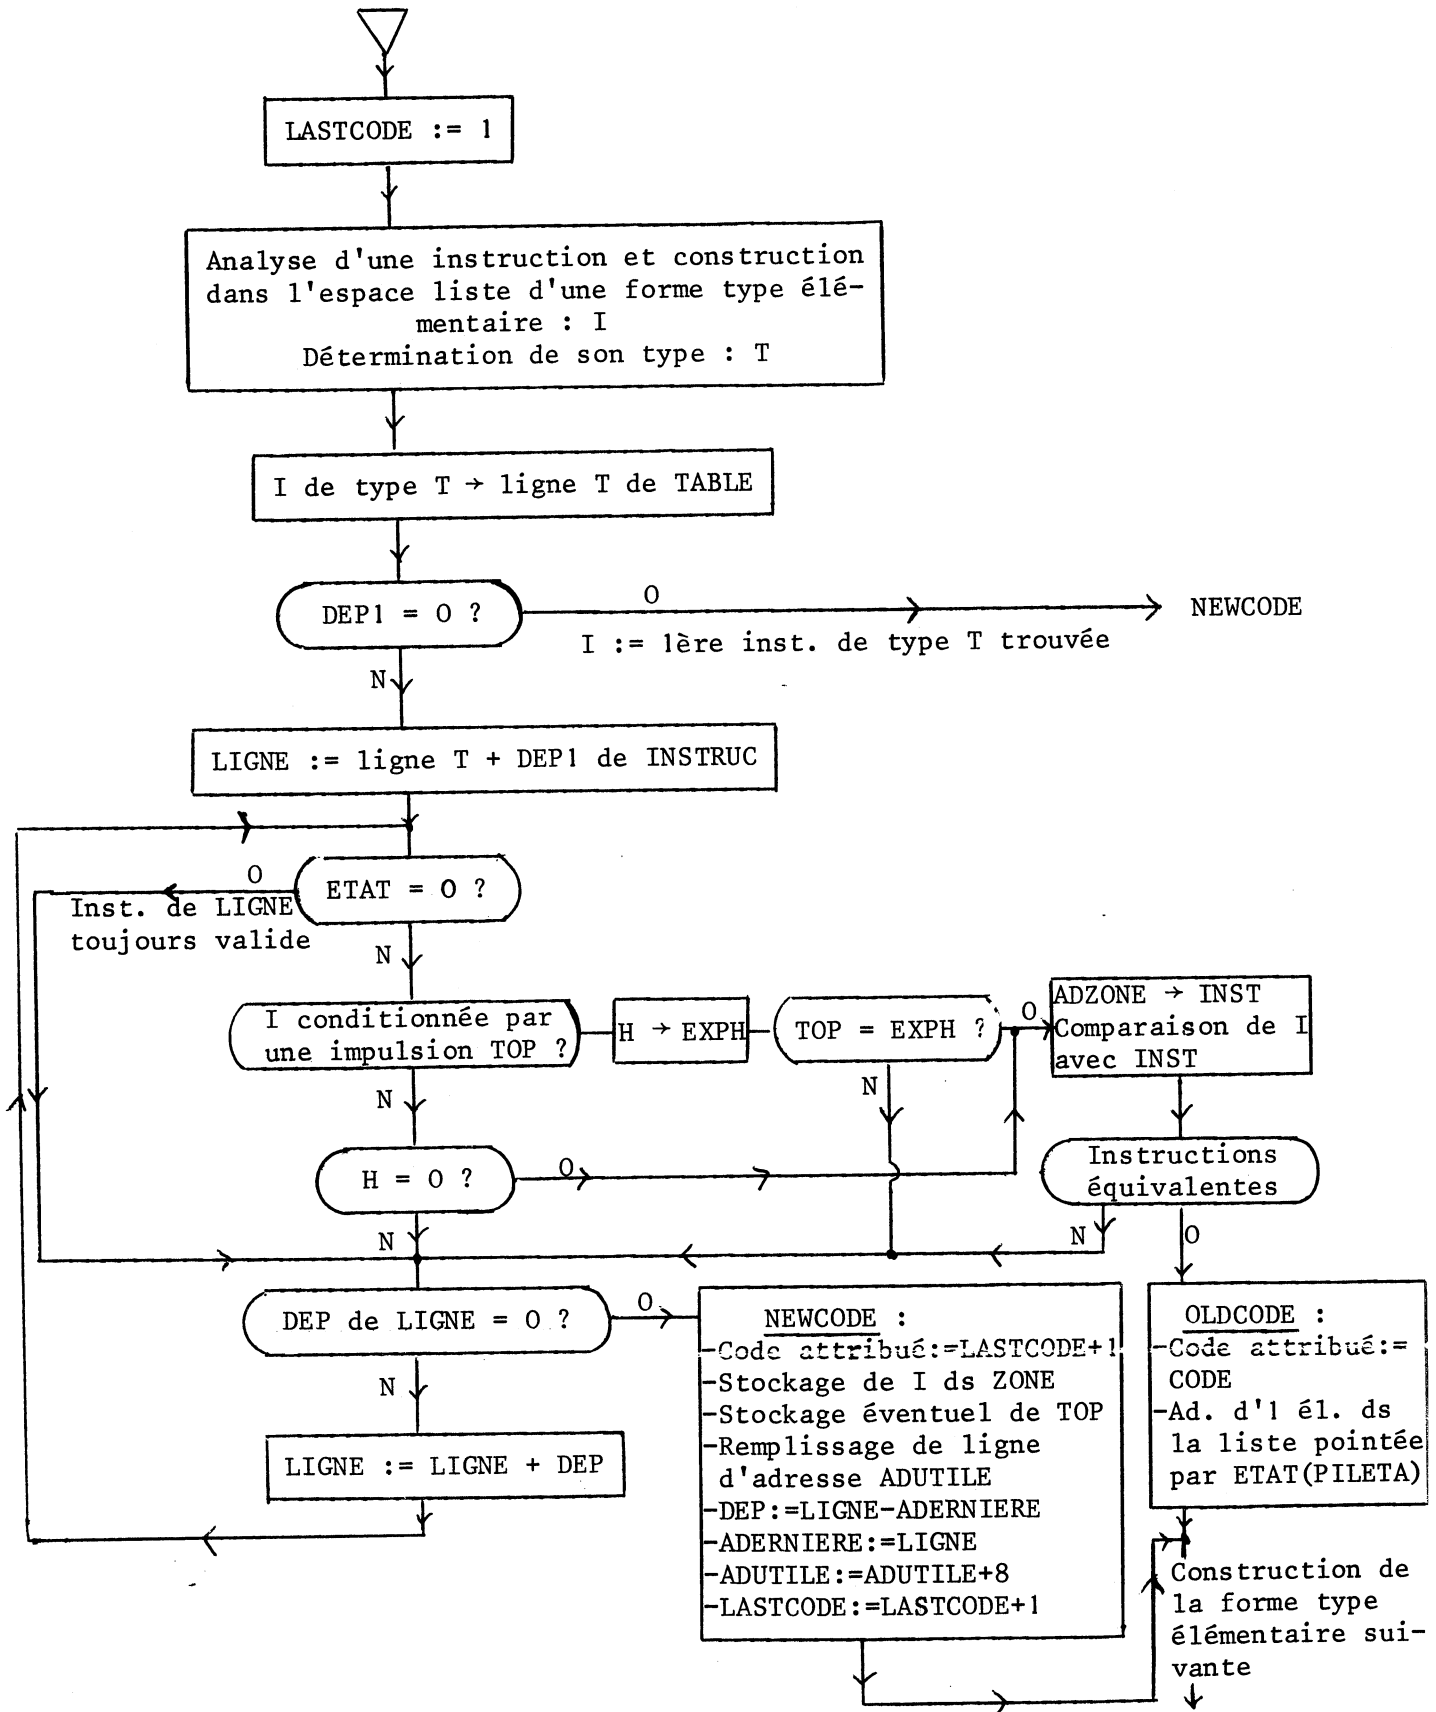 LASTCODE := 1
Analyse d'une instruction et construction
dans l'espace liste d'une forme type élé-
mentaire : I
Détermination de son type : T
I de type T → ligne T de TABLE
DEP1 = 0 ?
O
NEWCODE
I := 1ère inst. de type T trouvée
N
LIGNE := ligne T + DEP1 de INSTRUC
ETAT = 0 ?
O
Inst. de LIGNE
toujours valide
N
I conditionnée par
une impulsion TOP ?
H → EXPH
TOP = EXPH ?
O
ADZONE → INST
Comparaison de I
avec INST
N
N
H = 0 ?
O
Instructions
équivalentes
N
N
O
DEP de LIGNE = 0 ?
O
N
LIGNE := LIGNE + DEP
NEWCODE :
-Code attribué:=LASTCODE+1
-Stockage de I ds ZONE
-Stockage éventuel de TOP
-Remplissage de ligne
d'adresse ADUTILE
-DEP:=LIGNE-ADERNIERE
-ADERNIERE:=LIGNE
-ADUTILE:=ADUTILE+8
-LASTCODE:=LASTCODE+1
OLDCODE :
-Code attribué:=
CODE
-Ad. d'1 él. ds
la liste pointée
par ETAT(PILETA)
Construction de
la forme type
élémentaire sui-
vante